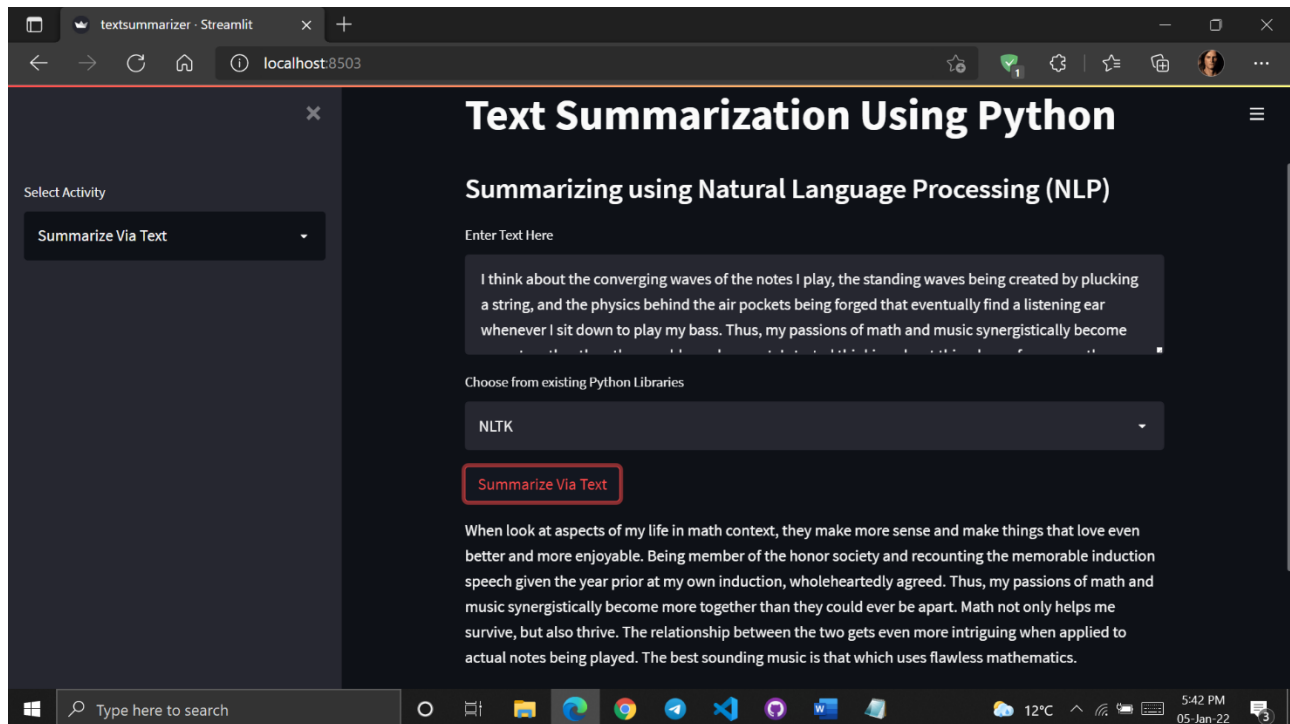 textsummarizer · Streamlit
localhost:8503
1
Select Activity
Summarize Via Text
Text Summarization Using Python
Summarizing using Natural Language Processing (NLP)
Enter Text Here
I think about the converging waves of the notes I play, the standing waves being created by plucking
a string, and the physics behind the air pockets being forged that eventually find a listening ear
whenever I sit down to play my bass. Thus, my passions of math and music synergistically become
Choose from existing Python Libraries
NLTK
Summarize Via Text
When look at aspects of my life in math context, they make more sense and make things that love even
better and more enjoyable. Being member of the honor society and recounting the memorable induction
speech given the year prior at my own induction, wholeheartedly agreed. Thus, my passions of math and
music synergistically become more together than they could ever be apart. Math not only helps me
survive, but also thrive. The relationship between the two gets even more intriguing when applied to
actual notes being played. The best sounding music is that which uses flawless mathematics.
Type here to search
12°C
5:42 PM
05-Jan-22
3